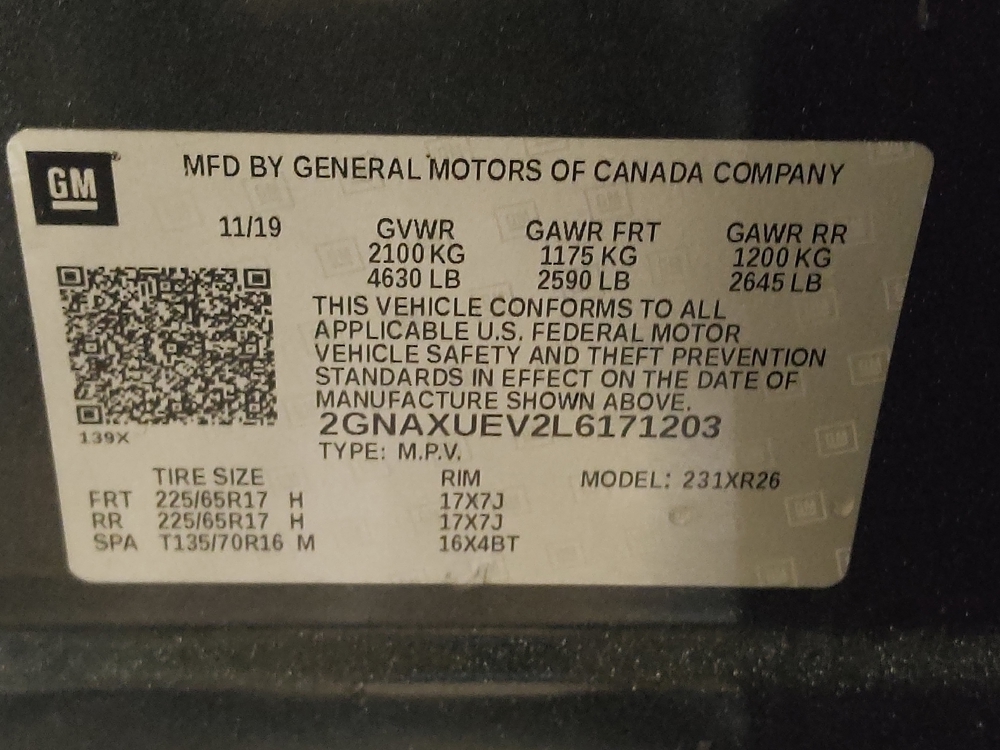 GM
MFD BY GENERAL MOTORS OF CANADA COMPANY
11/19
GVWR GAWR FRT GAWR RR
2100 KG 1175 KG 1200 KG
4630 LB 2590 LB 2645 LB
THIS VEHICLE CONFORMS TO ALL
APPLICABLE U.S. FEDERAL MOTOR
VEHICLE SAFETY AND THEFT PREVENTION
STANDARDS IN EFFECT ON THE DATE OF
MANUFACTURE SHOWN ABOVE.
2GNAXUEV2L6171203
139X
TYPE: M.P.V.
TIRE SIZE RIM MODEL: 231XR26
FRT 225/65R17 H 17X7J
RR 225/65R17 H 17X7J
SPA T135/70R16 M 16X4BT